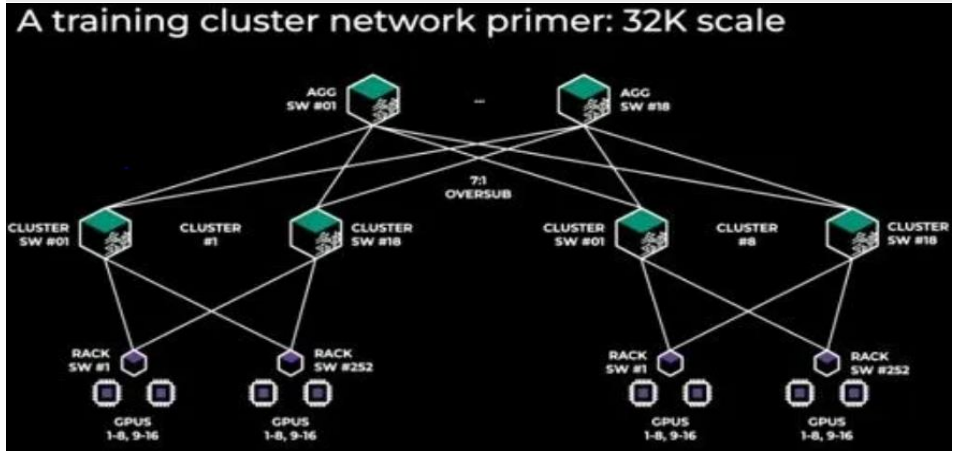 A training cluster network primer: 32K scale
AGG
SW #01
...
AGG
SW #18
7:1
OVERSUB
CLUSTER
SW #01
CLUSTER
#1
CLUSTER
SW #18
CLUSTER
SW #01
CLUSTER
#8
CLUSTER
SW #18
RACK
SW #1
RACK
SW #252
RACK
SW #1
RACK
SW #252
GPUS
1-8, 9-16
GPUS
1-8, 9-16
GPUS
1-8, 9-16
GPUS
1-8, 9-16